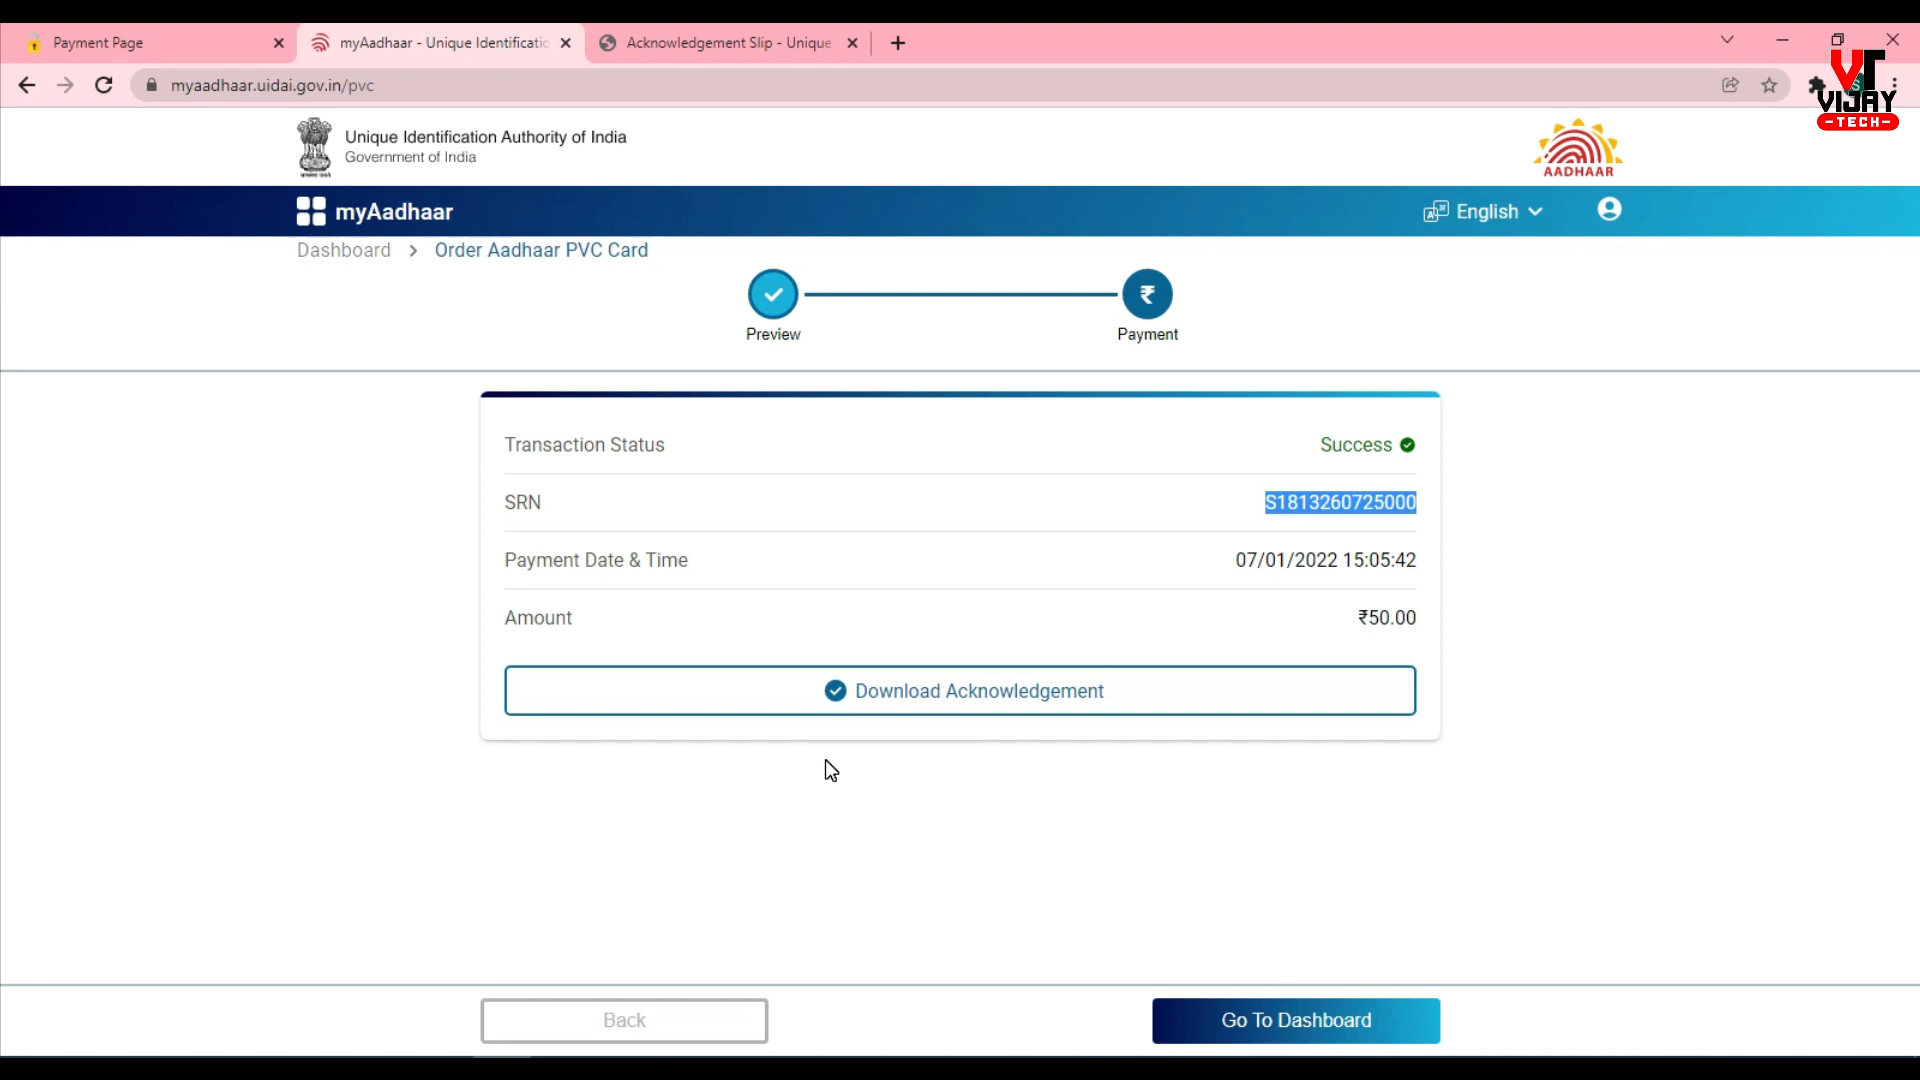 Payment Page
myAadhaar - Unique Identificatio
Acknowledgement Slip - Unique
myaadhaar.uidai.gov.in/pvc
VT
VIJAY
-TECH-
Unique Identification Authority of India
Government of India
AADHAAR
myAadhaar
English
Dashboard > Order Aadhaar PVC Card
Preview
Payment
Transaction Status Success
SRN S1813260725000
Payment Date & Time 07/01/2022 15:05:42
Amount ₹50.00
Download Acknowledgement
Back
Go To Dashboard